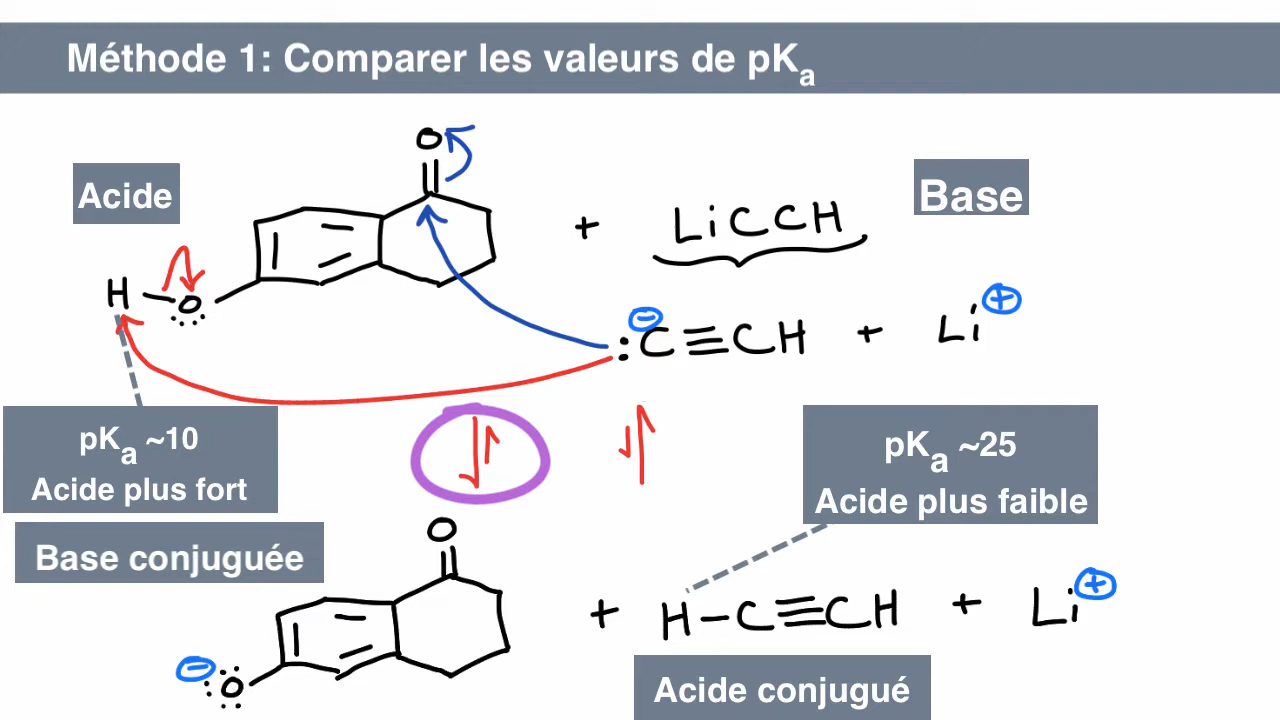 Méthode 1: Comparer les valeurs de pKa
O
Acide
Base
+ LiCCH
H–O
:C≡CH + Li+
pKa ~10
Acide plus fort
pKa ~25
Acide plus faible
Base conjuguée
O
+ H–C≡CH + Li+
O
Acide conjugué